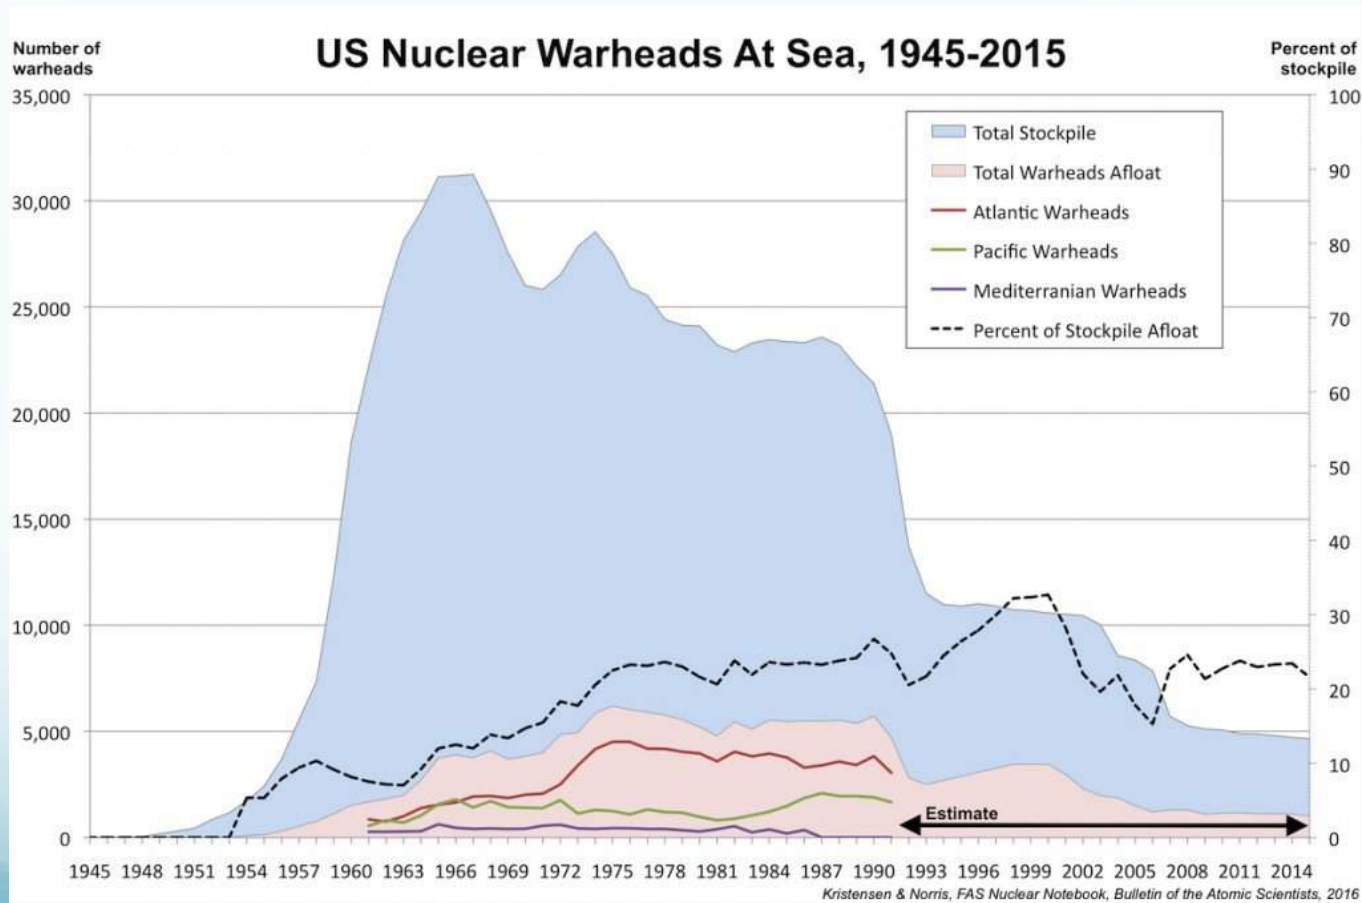 US Nuclear Warheads At Sea, 1945-2015
Number of
warheads
Percent of
stockpile
35,000
30,000
25,000
20,000
15,000
10,000
5,000
0
100
90
80
70
60
50
40
30
20
10
0
Total Stockpile
Total Warheads Afloat
Atlantic Warheads
Pacific Warheads
Mediterranian Warheads
Percent of Stockpile Afloat
Estimate
1945 1948 1951 1954 1957 1960 1963 1966 1969 1972 1975 1978 1981 1984 1987 1990 1993 1996 1999 2002 2005 2008 2011 2014
Kristensen & Norris, FAS Nuclear Notebook, Bulletin of the Atomic Scientists, 2016